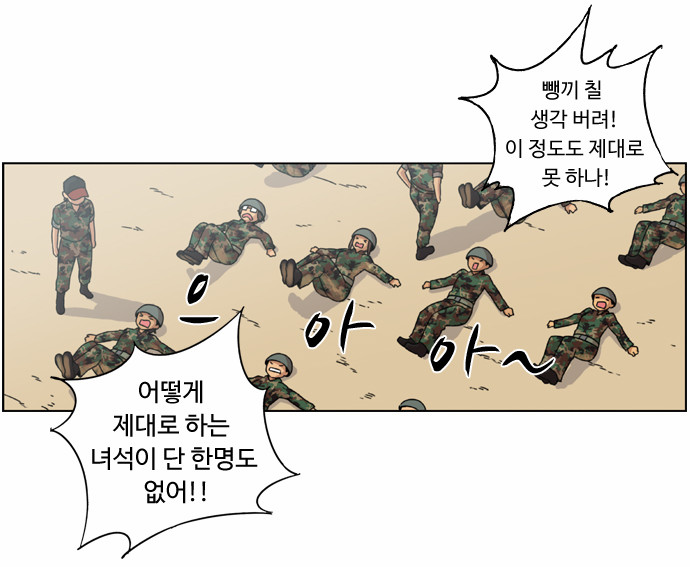 뺑끼 칠
생각 버려!
이 정도도 제대로
못 하나!
으
아
아~
어떻게
제대로 하는
녀석이 단 한명도
없어!!